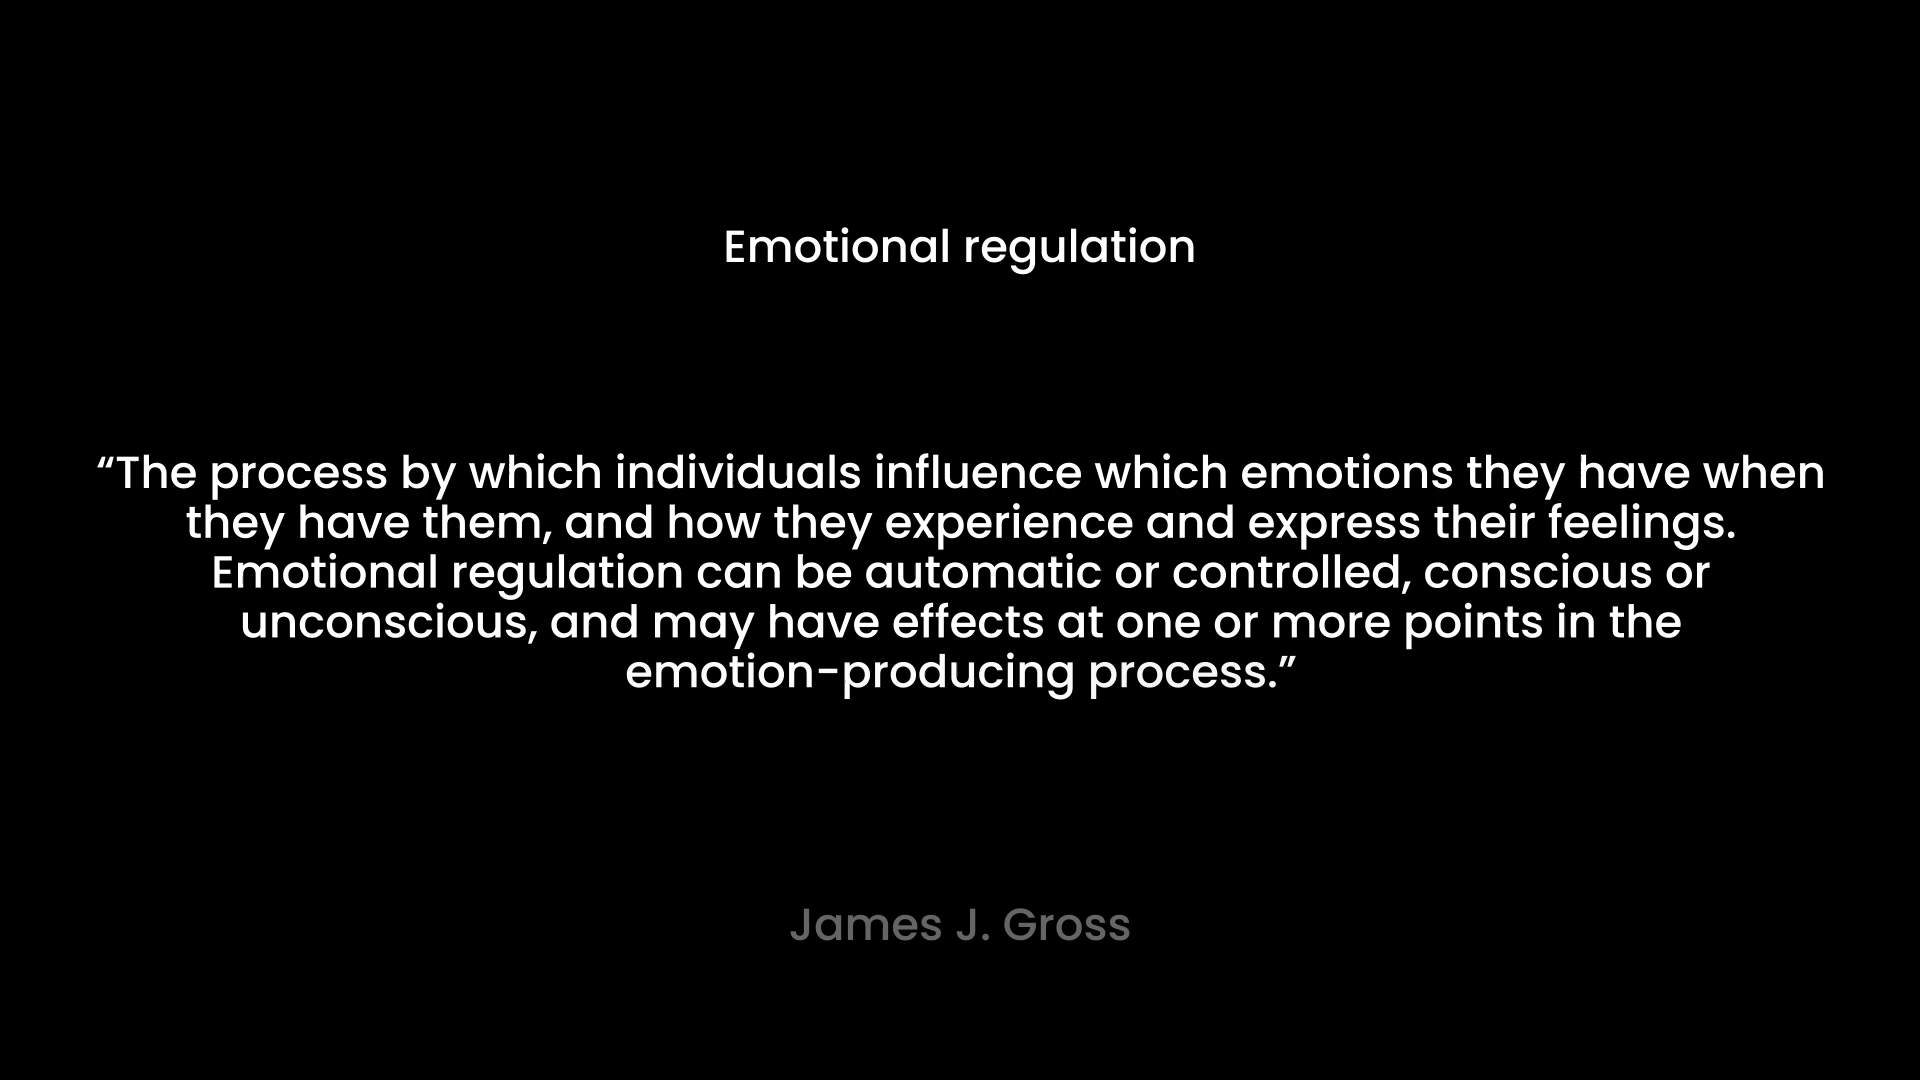 Emotional regulation
“The process by which individuals influence which emotions they have when
they have them, and how they experience and express their feelings.
Emotional regulation can be automatic or controlled, conscious or
unconscious, and may have effects at one or more points in the
emotion-producing process.”
James J. Gross